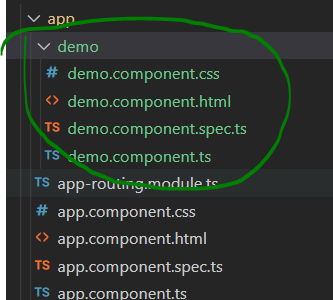 app
demo
# demo.component.css
<> demo.component.html
TS demo.component.spec.ts
TS demo.component.ts
TS app-routing.module.ts
# app.component.css
<> app.component.html
TS app.component.spec.ts
TS app.component.ts